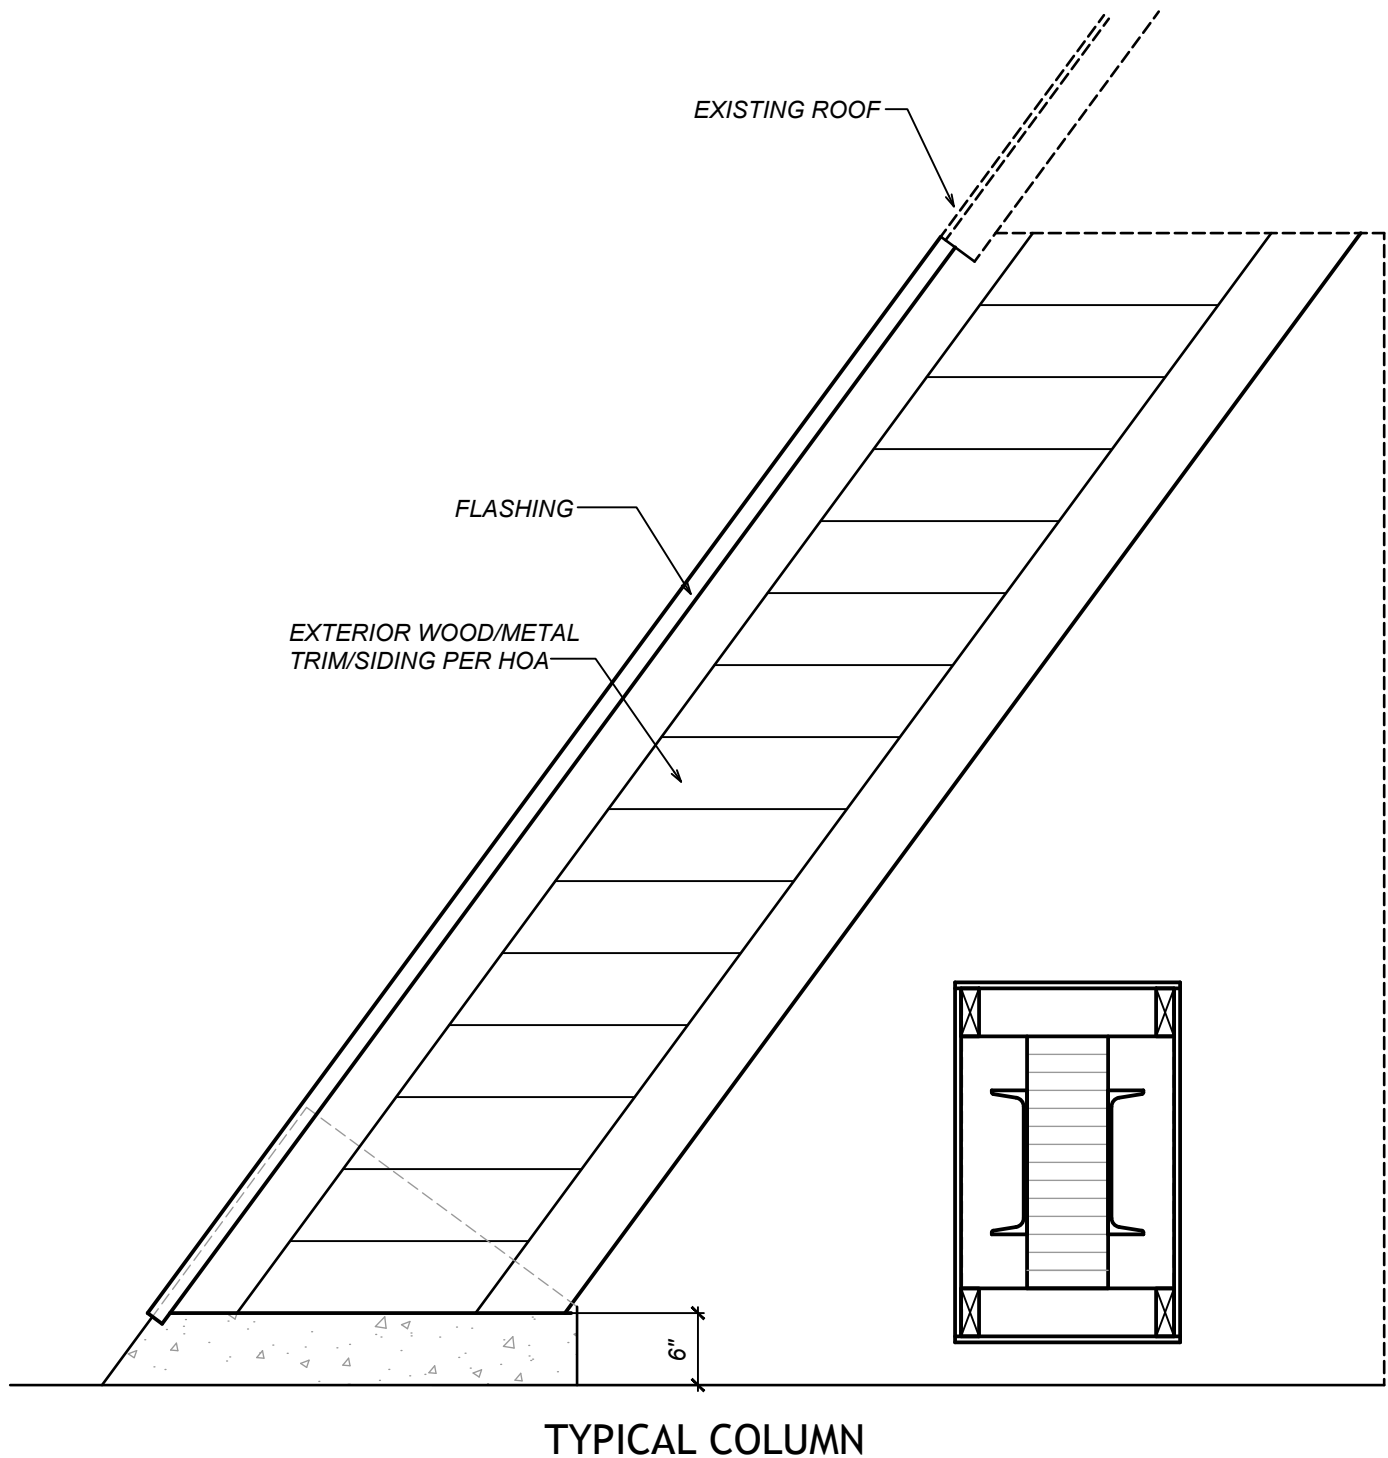 EXISTING ROOF
FLASHING
EXTERIOR WOOD/METAL
TRIM/SIDING PER HOA
6"
TYPICAL COLUMN